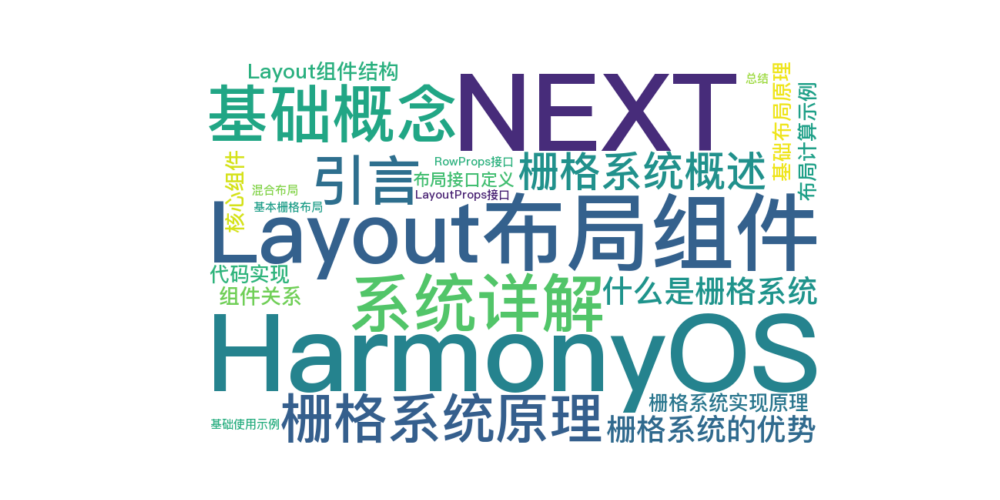 Layout组件结构
NEXT
总结
基础概念
基础布局原理
布局计算示例
核心组件
引言
RowProps接口
栅格系统概述
布局接口定义
混合布局
LayoutProps接口
基本栅格布局
Layout布局组件
代码实现
系统详解
什么是栅格系统
组件关系
HarmonyOS
栅格系统原理
栅格系统实现原理
基础使用示例
栅格系统的优势